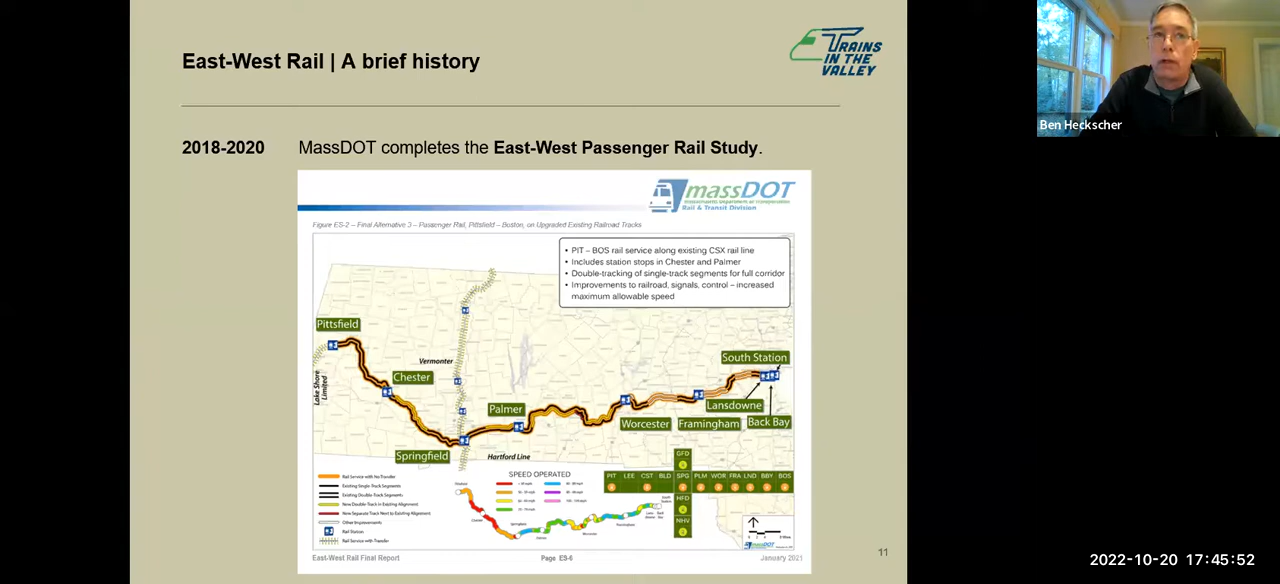 East-West Rail | A brief history
TRAINS
IN THE
VALLEY
Ben Heckscher
2018-2020 MassDOT completes the East-West Passenger Rail Study.
massDOT
Massachusetts Department of Transportation
Rail & Transit Division
Figure ES-2 – Final Alternative 3 – Passenger Rail, Pittsfield – Boston, on Upgraded Existing Railroad Tracks
• PIT – BOS rail service along existing CSX rail line
• Includes station stops in Chester and Palmer
• Double-tracking of single-track segments for full corridor
• Improvements to railroad, signals, control – increased
maximum allowable speed
Pittsfield
South Station
Vermonter
Lake Shore
Limited
Chester
Palmer
Lansdowne
Worcester
Framingham
Back Bay
Springfield
Hartford Line
GFD
SPEED OPERATED
PIT LEE CST BLD SPG PLM WOR FRA LND BBY BOS
HFD
NHV
Rail Service with No Transfer
Existing Single-Track Segments
Existing Double-Track Segments
New Double Track in Existing Alignment
New Separate Track Next to Existing Alignment
Other Improvements
Rail Station
Rail Service with Transfer
East-West Rail Final Report
Page ES-6
January 2021
11
2022-10-20 17:45:52